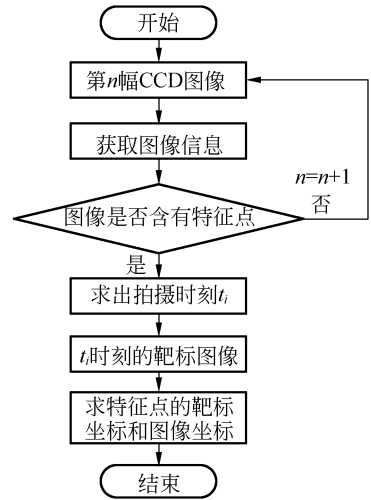 开始
第n幅CCD图像
获取图像信息
n=n+1
图像是否含有特征点
否
是
求出拍摄时刻ti
ti时刻的靶标图像
求特征点的靶标
坐标和图像坐标
结束